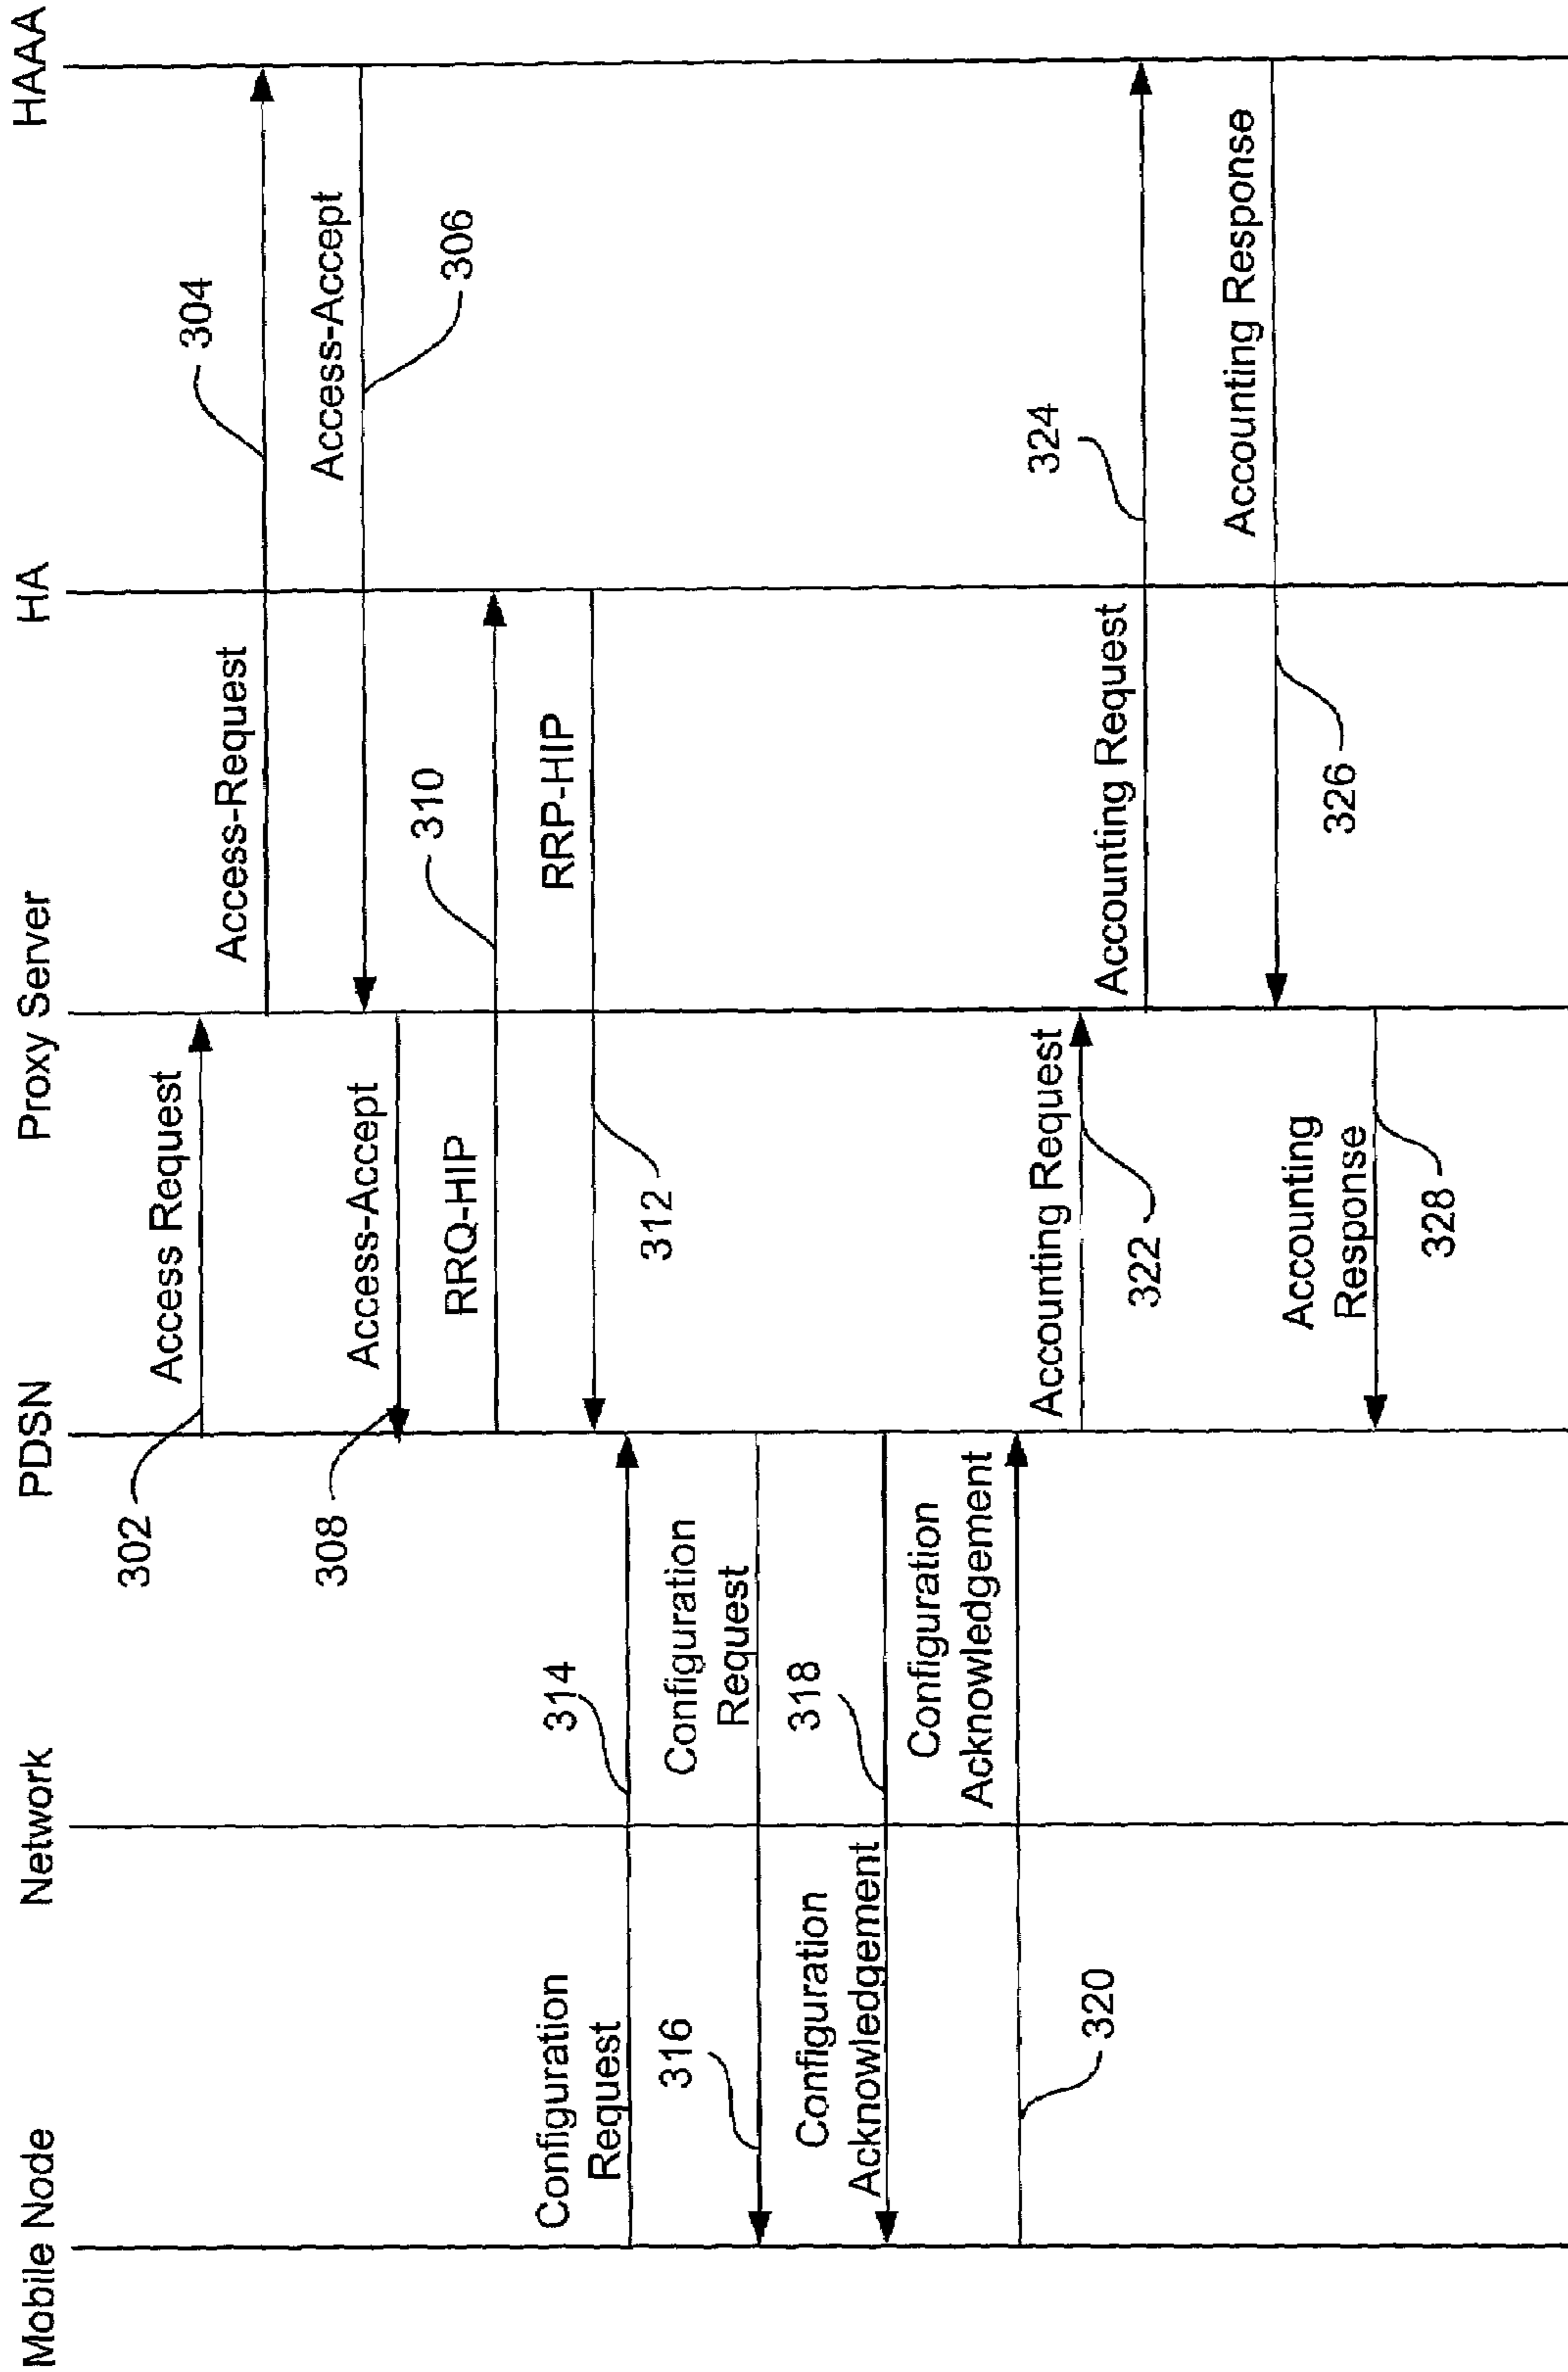 Mobile Node
Network
PDSN
Proxy Server
HA
HAAA
302
Access Request
Access-Request
304
308
Access-Accept
Access-Accept
306
RRQ-HIP
310
312
RRP-HIP
Configuration
Request
314
316
Configuration
Request
Configuration
Acknowledgement
318
320
Configuration
Acknowledgement
Accounting Request
322
Accounting Request
324
326
Accounting Response
Accounting
Response
328